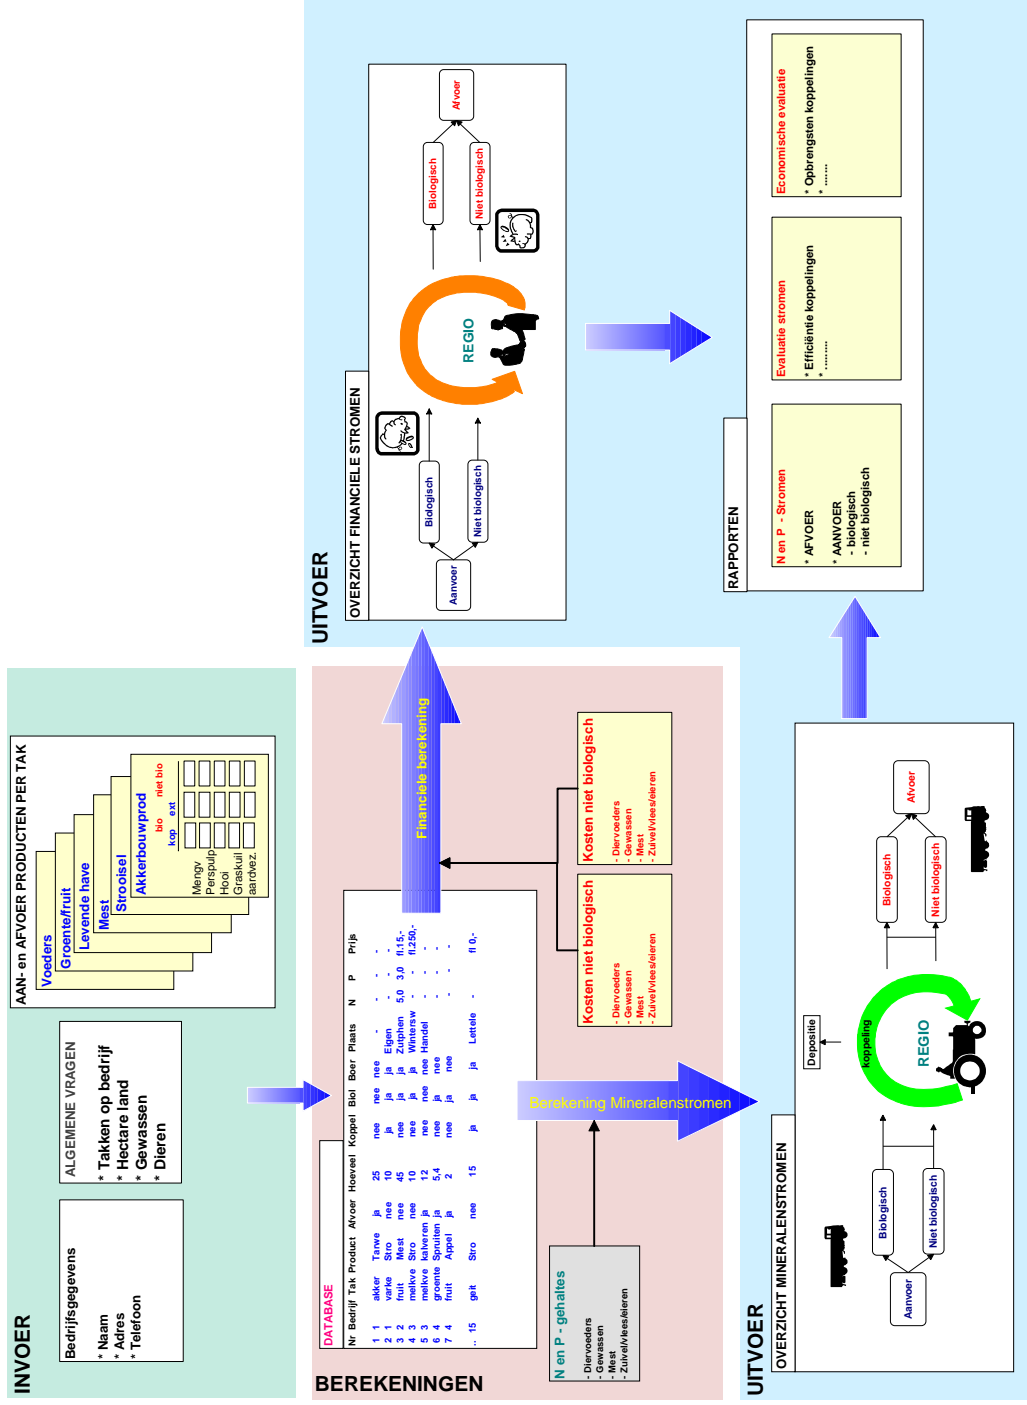 INVOER
Bedrijfsgegevens
* Naam
* Adres
* Telefoon
ALGEMENE VRAGEN
* Takken op bedrijf
* Hectare land
* Gewassen
* Dieren
AAN- en AFVOER PRODUCTEN PER TAK
Voeders
Groente/fruit
Levende have
Mest
Strooisel
Akkerbouwprod
bio niet bio
kop ext
Mengv
Perspulp
Hooi
Graskuil
aardvez.
BEREKENINGEN
DATABASE
Nr Bedrijf Tak Product Afvoer Hoeveel Koppel Biol Boer Plaats N P Prijs
1 1 akker Tarwe ja 25 nee nee nee - - - -
2 1 varke Stro nee 10 ja ja ja Eigen - - -
3 2 fruit Mest nee 45 nee ja ja Zutphen 5,0 3,0 fl.15,-
4 3 melkve Stro nee 10 nee ja ja Wintersw - - fl.250,-
5 3 melkve kalveren ja 12 nee nee nee Handel - - -
6 4 groente Spruiten ja 5,4 nee ja nee - - -
7 4 fruit Appel ja 2 nee ja nee - - -
.. 15 geit Stro nee 15 ja ja ja Lettele - fl 0,-
Financiele berekening
Berekening Mineralenstromen
N en P - gehaltes
- Diervoeders
- Gewassen
- Mest
- Zuivel/vlees/eieren
Kosten niet biologisch
- Diervoeders
- Gewassen
- Mest
- Zuivel/vlees/eieren
Kosten niet biologisch
- Diervoeders
- Gewassen
- Mest
- Zuivel/vlees/eieren
UITVOER
OVERZICHT FINANCIELE STROMEN
Aanvoer
Biologisch
Niet biologisch
REGIO
Biologisch
Niet biologisch
Afvoer
UITVOER
OVERZICHT MINERALENSTROMEN
Aanvoer
Biologisch
Niet biologisch
Depositie
koppeling
REGIO
Biologisch
Niet biologisch
Afvoer
RAPPORTEN
N en P - Stromen
* AFVOER
* AANVOER
- biologisch
- niet biologisch
Evaluatie stromen
* Efficiëntie koppelingen
* .........
Economische evaluatie
* Opbrengsten koppelingen
* .......